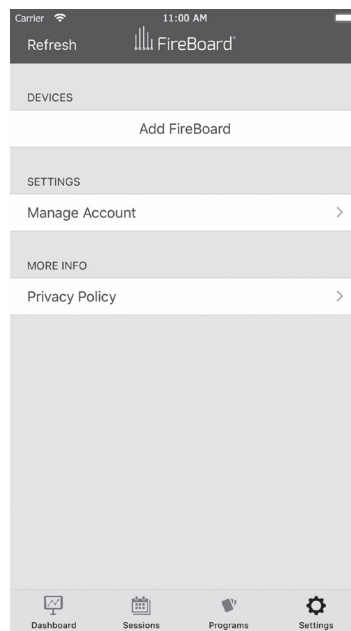 Carrier 11:00 AM
Refresh FireBoard®
DEVICES
Add FireBoard
SETTINGS
Manage Account
MORE INFO
Privacy Policy
Dashboard Sessions Programs Settings